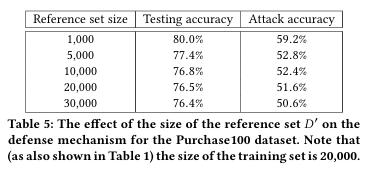 Reference set size Testing accuracy Attack accuracy
1,000 80.0% 59.2%
5,000 77.4% 52.8%
10,000 76.8% 52.4%
20,000 76.5% 51.6%
30,000 76.4% 50.6%
Table 5: The effect of the size of the reference set D′ on the
defense mechanism for the Purchase100 dataset. Note that
(as also shown in Table 1) the size of the training set is 20,000.